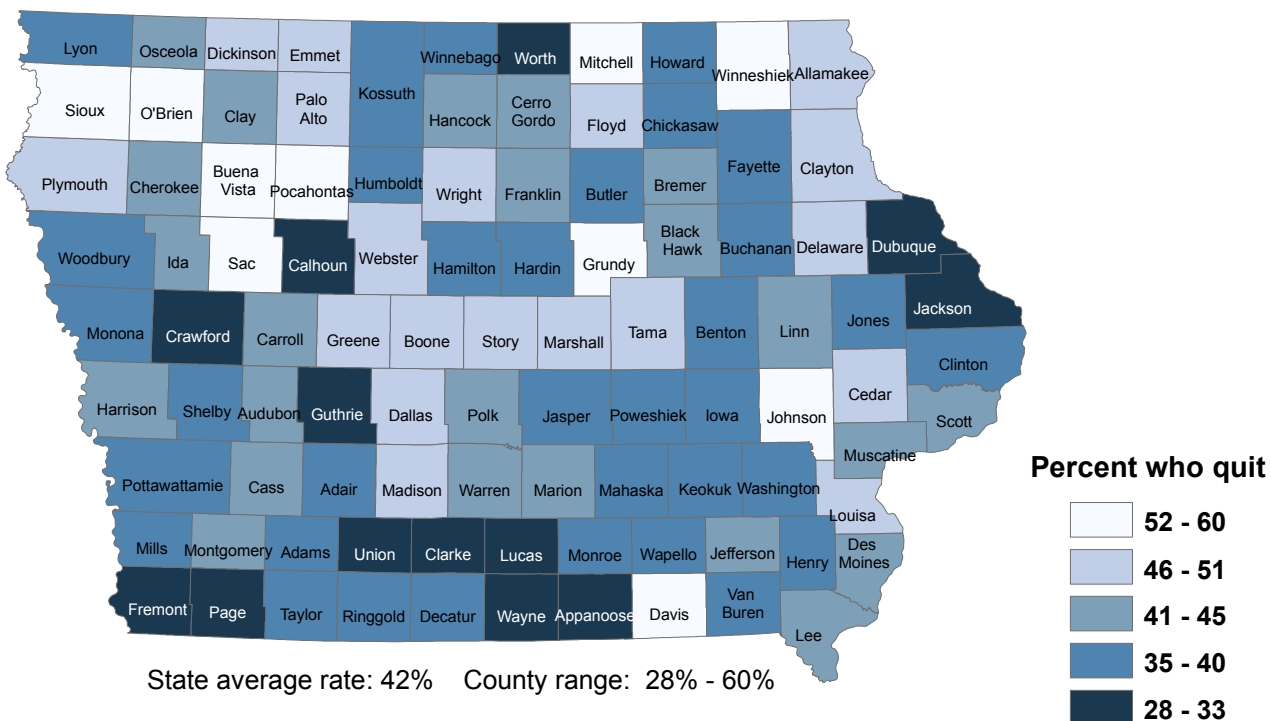 Lyon
Osceola
Dickinson
Emmet
Kossuth
Winnebago
Worth
Mitchell
Howard
Winneshiek
Allamakee
Sioux
O'Brien
Clay
Palo
Alto
Hancock
Cerro
Gordo
Floyd
Chickasaw
Plymouth
Cherokee
Buena
Vista
Pocahontas
Humboldt
Wright
Franklin
Butler
Bremer
Fayette
Clayton
Woodbury
Ida
Sac
Calhoun
Webster
Hamilton
Hardin
Grundy
Black
Hawk
Buchanan
Delaware
Dubuque
Monona
Crawford
Carroll
Greene
Boone
Story
Marshall
Tama
Benton
Linn
Jones
Jackson
Clinton
Harrison
Shelby
Audubon
Guthrie
Dallas
Polk
Jasper
Poweshiek
Iowa
Johnson
Cedar
Scott
Muscatine
Pottawattamie
Cass
Adair
Madison
Warren
Marion
Mahaska
Keokuk
Washington
Louisa
Mills
Montgomery
Adams
Union
Clarke
Lucas
Monroe
Wapello
Jefferson
Henry
Des
Moines
Fremont
Page
Taylor
Ringgold
Decatur
Wayne
Appanoose
Davis
Van
Buren
Lee
Percent who quit
52 - 60
46 - 51
41 - 45
35 - 40
28 - 33
State average rate: 42% County range: 28% - 60%